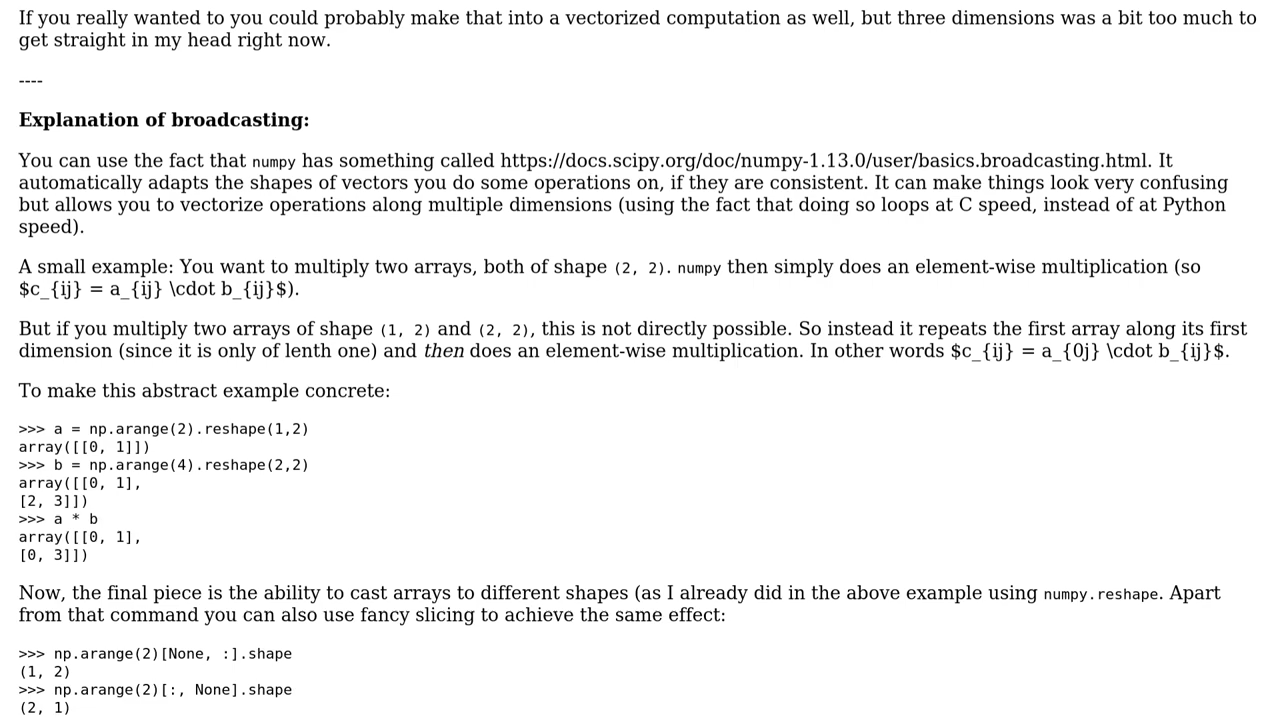 If you really wanted to you could probably make that into a vectorized computation as well, but three dimensions was a bit too much to
get straight in my head right now.
----
Explanation of broadcasting:
You can use the fact that numpy has something called https://docs.scipy.org/doc/numpy-1.13.0/user/basics.broadcasting.html. It
automatically adapts the shapes of vectors you do some operations on, if they are consistent. It can make things look very confusing
but allows you to vectorize operations along multiple dimensions (using the fact that doing so loops at C speed, instead of at Python
speed).
A small example: You want to multiply two arrays, both of shape (2, 2). numpy then simply does an element-wise multiplication (so
$c_{ij} = a_{ij} \cdot b_{ij}$).
But if you multiply two arrays of shape (1, 2) and (2, 2), this is not directly possible. So instead it repeats the first array along its first
dimension (since it is only of lenth one) and then does an element-wise multiplication. In other words $c_{ij} = a_{0j} \cdot b_{ij}$.
To make this abstract example concrete:
>>> a = np.arange(2).reshape(1,2)
array([[0, 1]])
>>> b = np.arange(4).reshape(2,2)
array([[0, 1],
[2, 3]])
>>> a * b
array([[0, 1],
[0, 3]])
Now, the final piece is the ability to cast arrays to different shapes (as I already did in the above example using numpy.reshape. Apart
from that command you can also use fancy slicing to achieve the same effect:
>>> np.arange(2)[None, :].shape
(1, 2)
>>> np.arange(2)[:, None].shape
(2, 1)